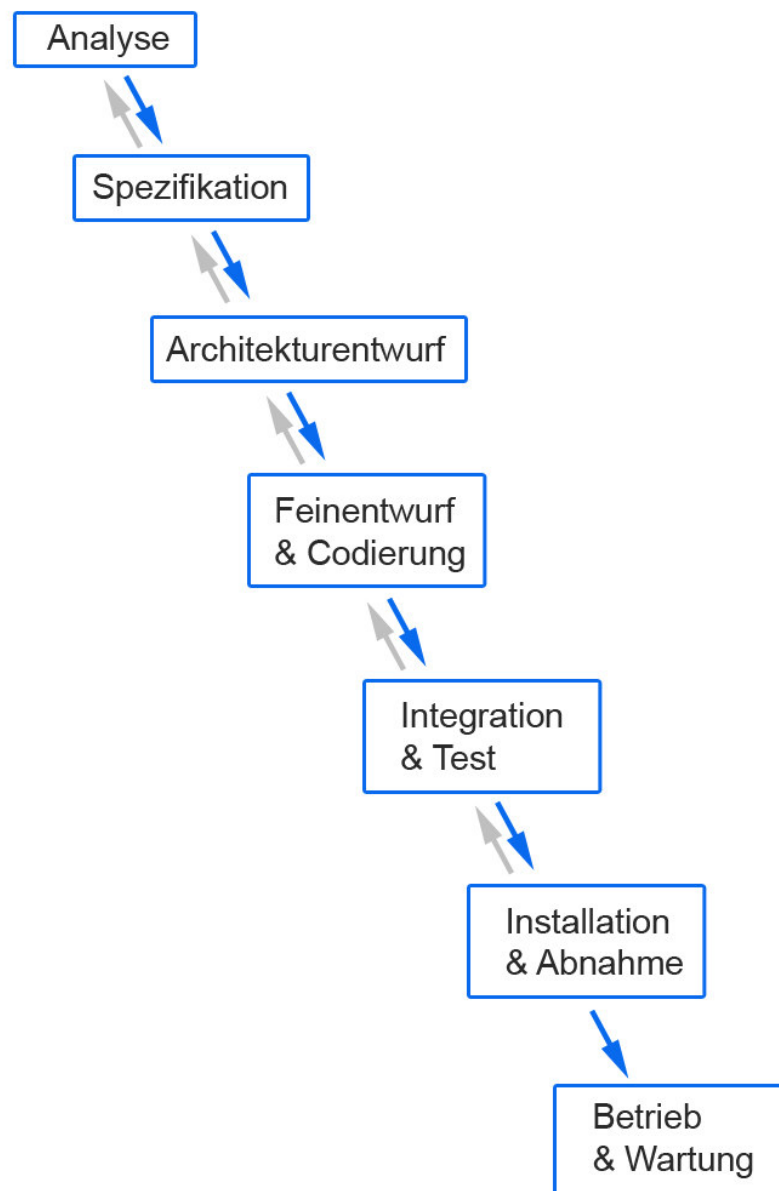 Analyse
Spezifikation
Architekturentwurf
Feinentwurf
& Codierung
Integration
& Test
Installation
& Abnahme
Betrieb
& Wartung